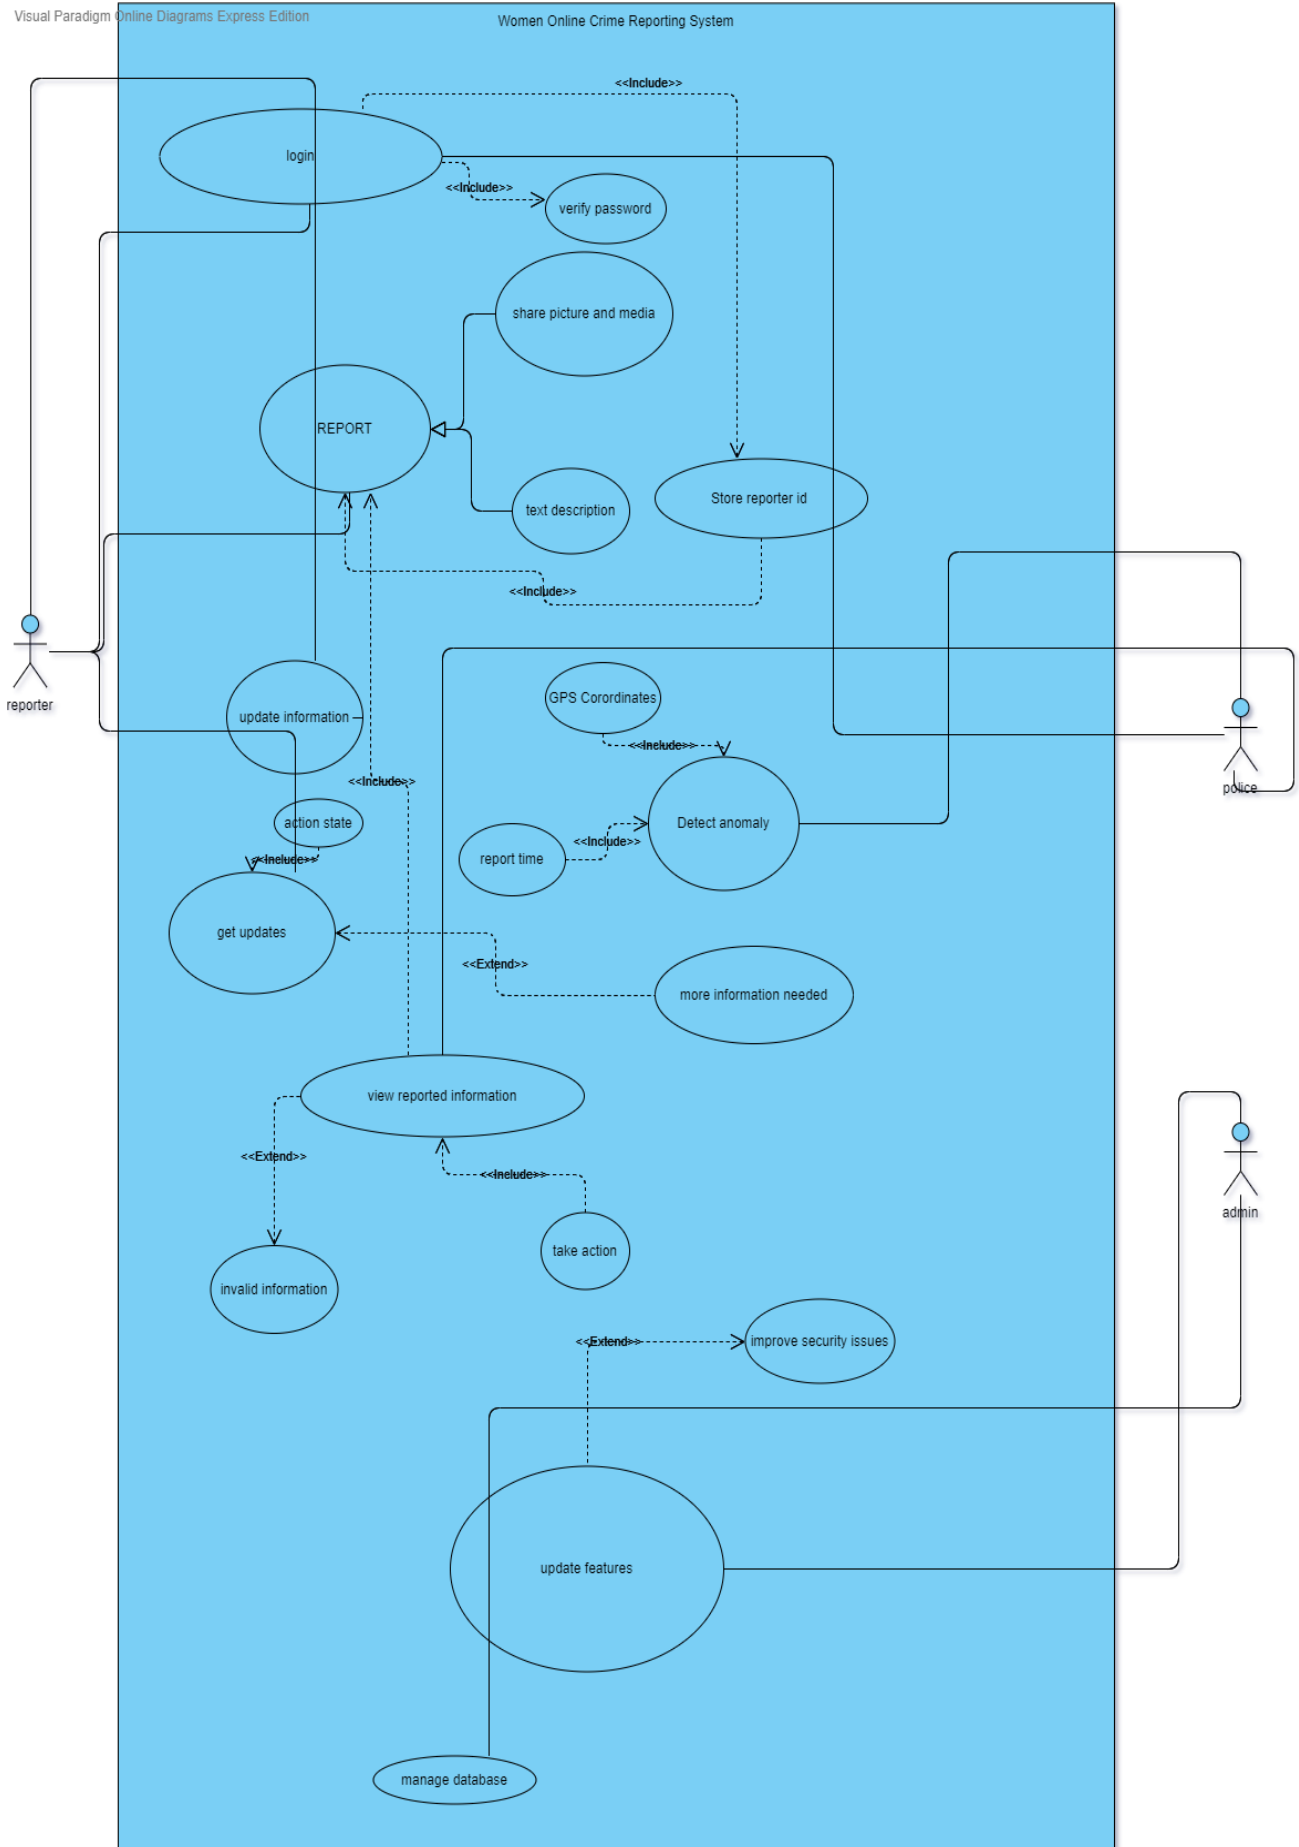 Visual Paradigm Online Diagrams Express Edition
Women Online Crime Reporting System
<<Include>>
login
<<Include>>
verify password
share picture and media
REPORT
Store reporter id
text description
<<Include>>
reporter
GPS Corordinates
update information
<<Include>>
police
<<Include>>
action state
Detect anomaly
<<Include>>
report time
<<Include>>
get updates
<<Extend>>
more information needed
view reported information
<<Extend>>
<<Include>>
admin
take action
invalid information
<<Extend>>
improve security issues
update features
manage database